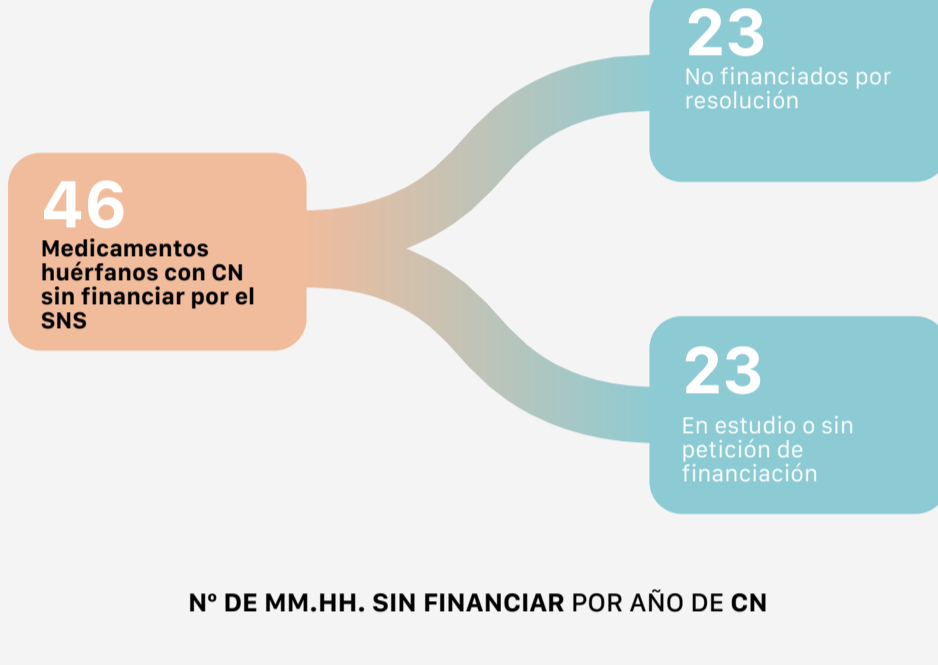 23
No financiados por
resolución
46
Medicamentos
huérfanos con CN
sin financiar por el
SNS
23
En estudio o sin
petición de
financiación
Nº DE MM.HH. SIN FINANCIAR POR AÑO DE CN